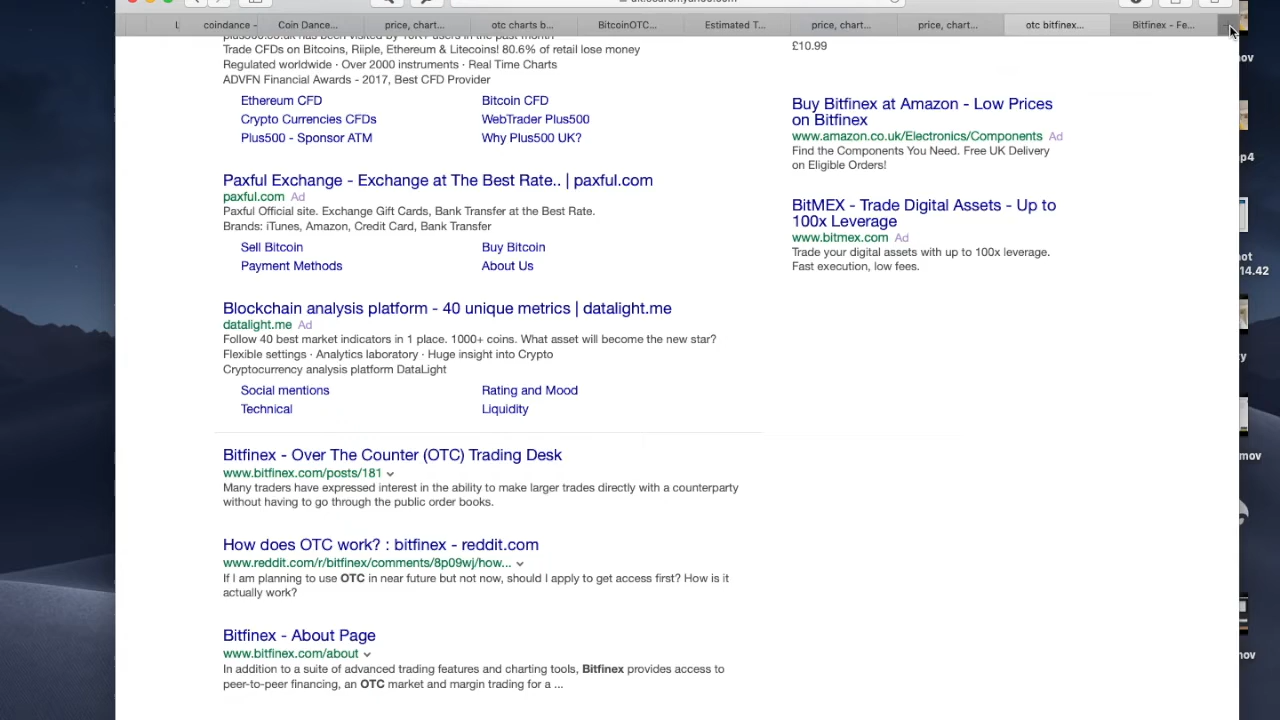 L coindance - Coin Dance... price, chart... otc charts b... BitcoinOTC... Estimated T... price, chart... price, chart... otc bitfinex... Bitfinex - Fe...
Trade CFDs on Bitcoins, Riiple, Ethereum & Litecoins! 80.6% of retail lose money
Regulated worldwide · Over 2000 instruments · Real Time Charts
ADVFN Financial Awards - 2017, Best CFD Provider
Ethereum CFD
Bitcoin CFD
Crypto Currencies CFDs
WebTrader Plus500
Plus500 - Sponsor ATM
Why Plus500 UK?
Paxful Exchange - Exchange at The Best Rate.. | paxful.com
paxful.com Ad
Paxful Official site. Exchange Gift Cards, Bank Transfer at the Best Rate.
Brands: iTunes, Amazon, Credit Card, Bank Transfer
Sell Bitcoin
Buy Bitcoin
Payment Methods
About Us
Blockchain analysis platform - 40 unique metrics | datalight.me
datalight.me Ad
Follow 40 best market indicators in 1 place. 1000+ coins. What asset will become the new star?
Flexible settings · Analytics laboratory · Huge insight into Crypto
Cryptocurrency analysis platform DataLight
Social mentions
Rating and Mood
Technical
Liquidity
Bitfinex - Over The Counter (OTC) Trading Desk
www.bitfinex.com/posts/181
Many traders have expressed interest in the ability to make larger trades directly with a counterparty
without having to go through the public order books.
How does OTC work? : bitfinex - reddit.com
www.reddit.com/r/bitfinex/comments/8p09wj/how...
If I am planning to use OTC in near future but not now, should I apply to get access first? How is it
actually work?
Bitfinex - About Page
www.bitfinex.com/about
In addition to a suite of advanced trading features and charting tools, Bitfinex provides access to
peer-to-peer financing, an OTC market and margin trading for a ...
£10.99
Buy Bitfinex at Amazon - Low Prices
on Bitfinex
www.amazon.co.uk/Electronics/Components Ad
Find the Components You Need. Free UK Delivery
on Eligible Orders!
BitMEX - Trade Digital Assets - Up to
100x Leverage
www.bitmex.com Ad
Trade your digital assets with up to 100x leverage.
Fast execution, low fees.
nov
p4
ot
14.42
ty
mov
nov